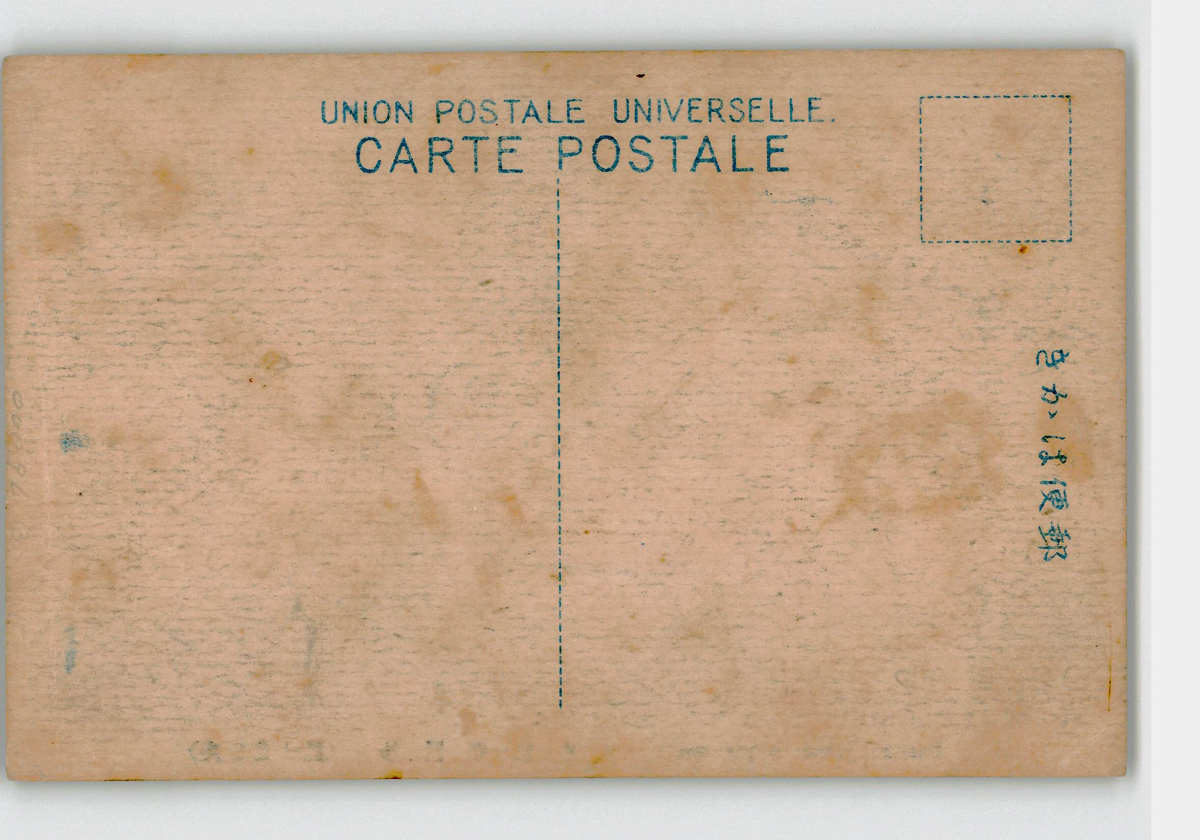 UNION POSTALE UNIVERSELLE.
CARTE POSTALE
きかは便郵